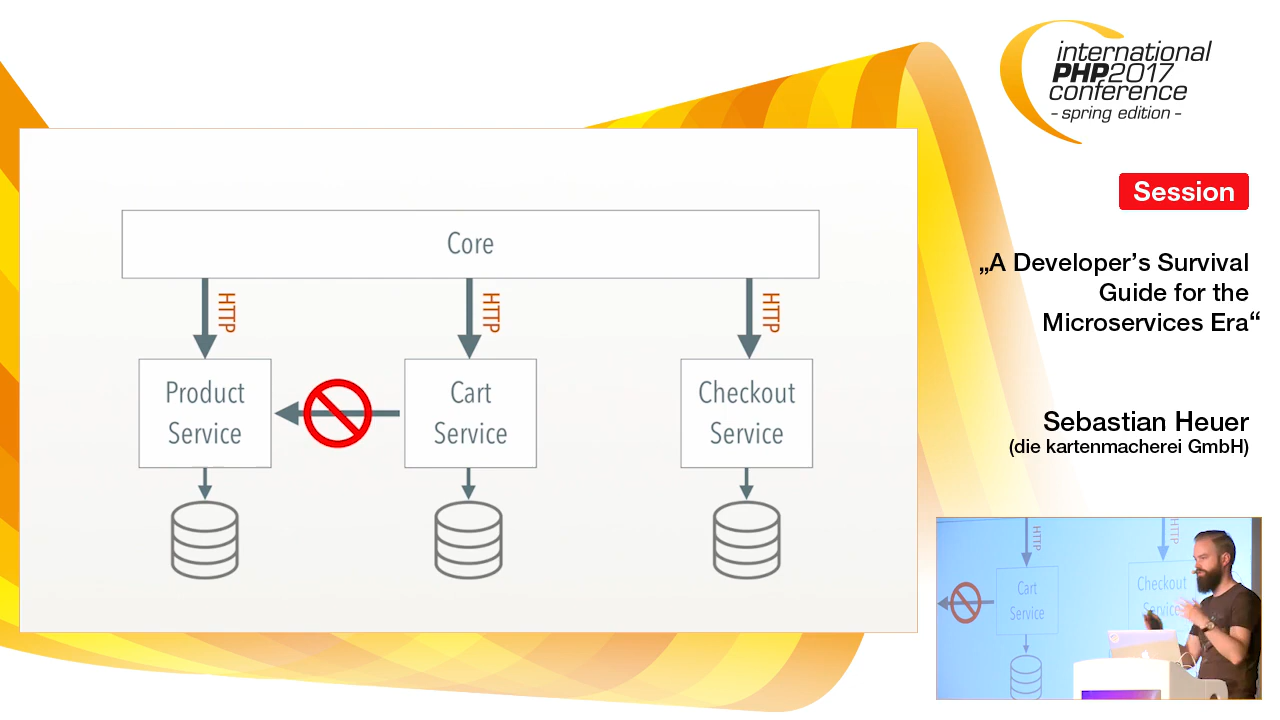 international
PHP2017
conference
- spring edition -
Session
„A Developer's Survival
Guide for the
Microservices Era“
Sebastian Heuer
(die kartenmacherei GmbH)
Core
HTTP
HTTP
HTTP
Product
Service
Cart
Service
Checkout
Service
HTTP
HTTP
Cart
Service
Checkout
Service